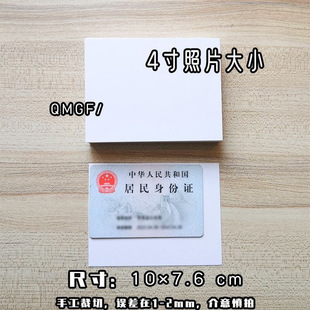 4寸照片大小
QMGF/
中华人民共和国
居民身份证
尺寸: 10×7.6 cm
手工裁切, 误差在1-2mm, 介意慎拍